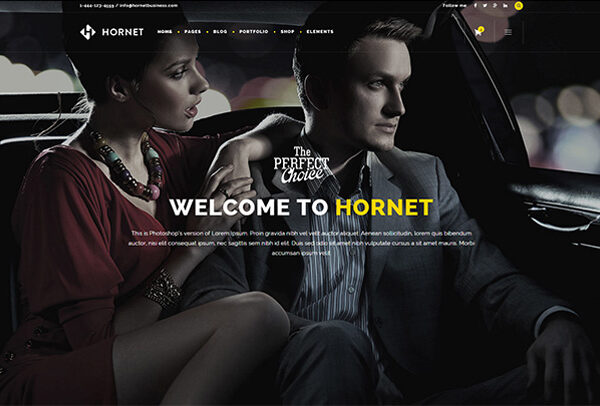 1-444-123-4559 // info@hornetbusiness.com
Follow me
HORNET
HOME PAGES BLOG PORTFOLIO SHOP ELEMENTS
The
PERFECT
Choice
WELCOME TO HORNET
This is Photoshop's version of Lorem Ipsum. Proin gravida nibh vel velit auctor aliquet. Aenean sollicitudin, lorem quis bibendum
auctor, nisi elit consequat ipsum, nec sagittis sem nibh id elit. Duis sed odio sit amet nibh vulputate cursus a sit amet mauris. Morbi
accumsan ipsum velit.